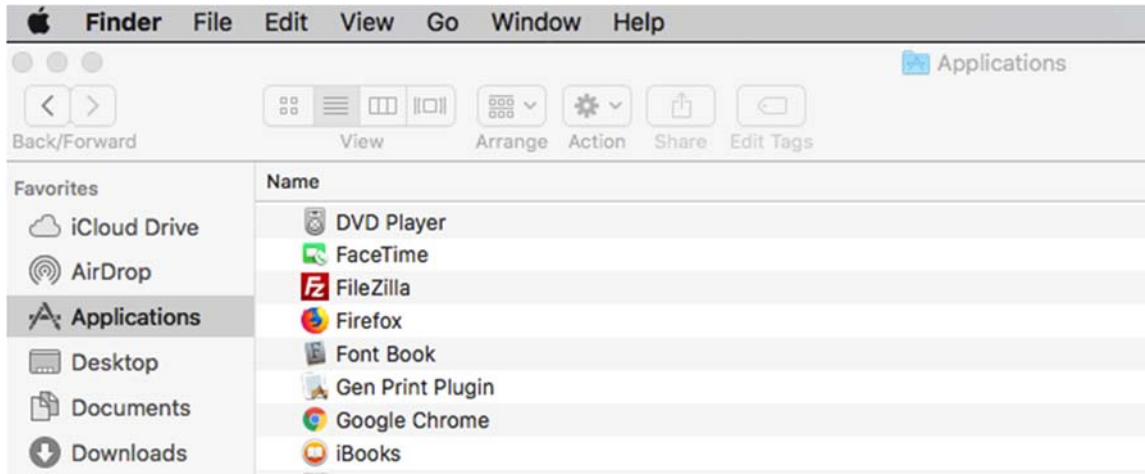 Finder File Edit View Go Window Help
Applications
Back/Forward View Arrange Action Share Edit Tags
Favorites
iCloud Drive
AirDrop
Applications
Desktop
Documents
Downloads
Name
DVD Player
FaceTime
FileZilla
Firefox
Font Book
Gen Print Plugin
Google Chrome
iBooks